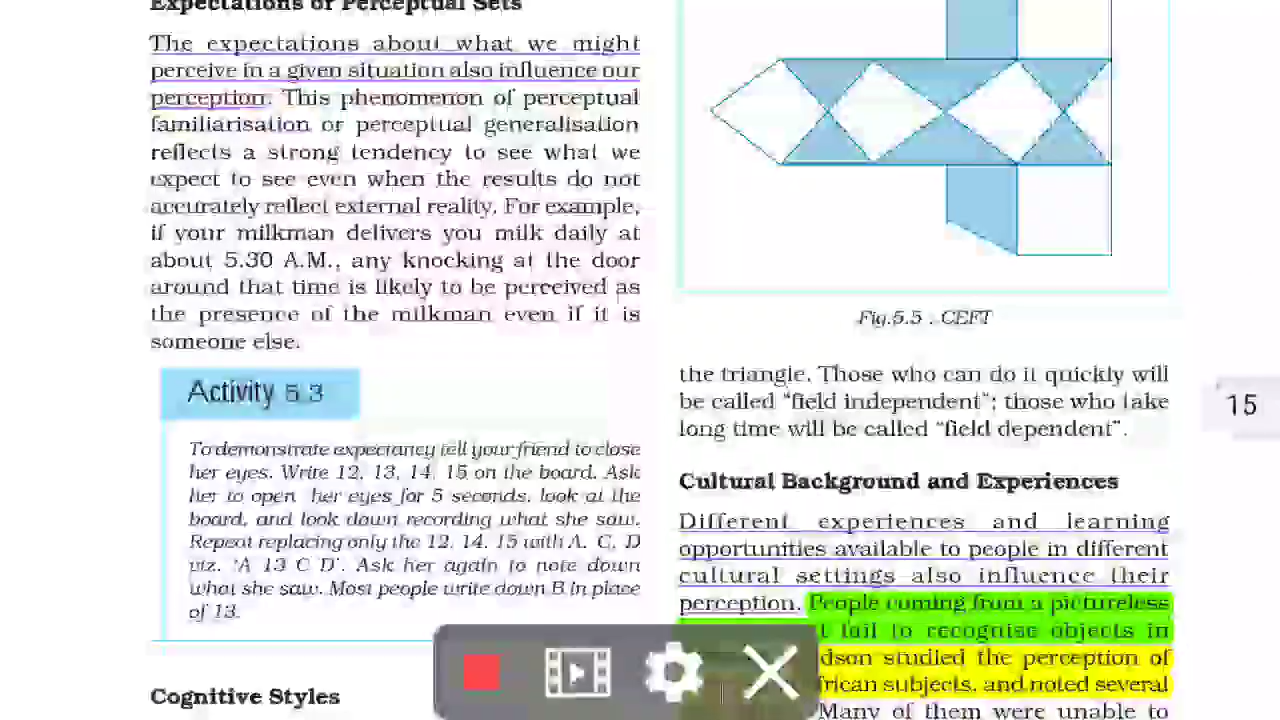 Expectations or Perceptual Sets
The expectations about what we might
perceive in a given situation also influence our
perception. This phenomenon of perceptual
familiarisation or perceptual generalisation
reflects a strong tendency to see what we
expect to see even when the results do not
accurately reflect external reality. For example,
if your milkman delivers you milk daily at
about 5.30 A.M., any knocking at the door
around that time is likely to be perceived as
the presence of the milkman even if it is
someone else.
Activity 5.3
To demonstrate expectancy tell your friend to close
her eyes. Write 12, 13, 14, 15 on the board. Ask
her to open her eyes for 5 seconds, look at the
board, and look down recording what she saw.
Repeat replacing only the 12, 14, 15 with A, C, D
viz. 'A 13 C D'. Ask her again to note down
what she saw. Most people write down B in place
of 13.
Cognitive Styles
Fig.5.5 : CEFT
the triangle. Those who can do it quickly will
be called "field independent"; those who take
long time will be called "field dependent".
Cultural Background and Experiences
Different experiences and learning
opportunities available to people in different
cultural settings also influence their
perception. People coming from a pictureless
fail to recognise objects in
dson studied the perception of
frican subjects, and noted several
Many of them were unable to
15